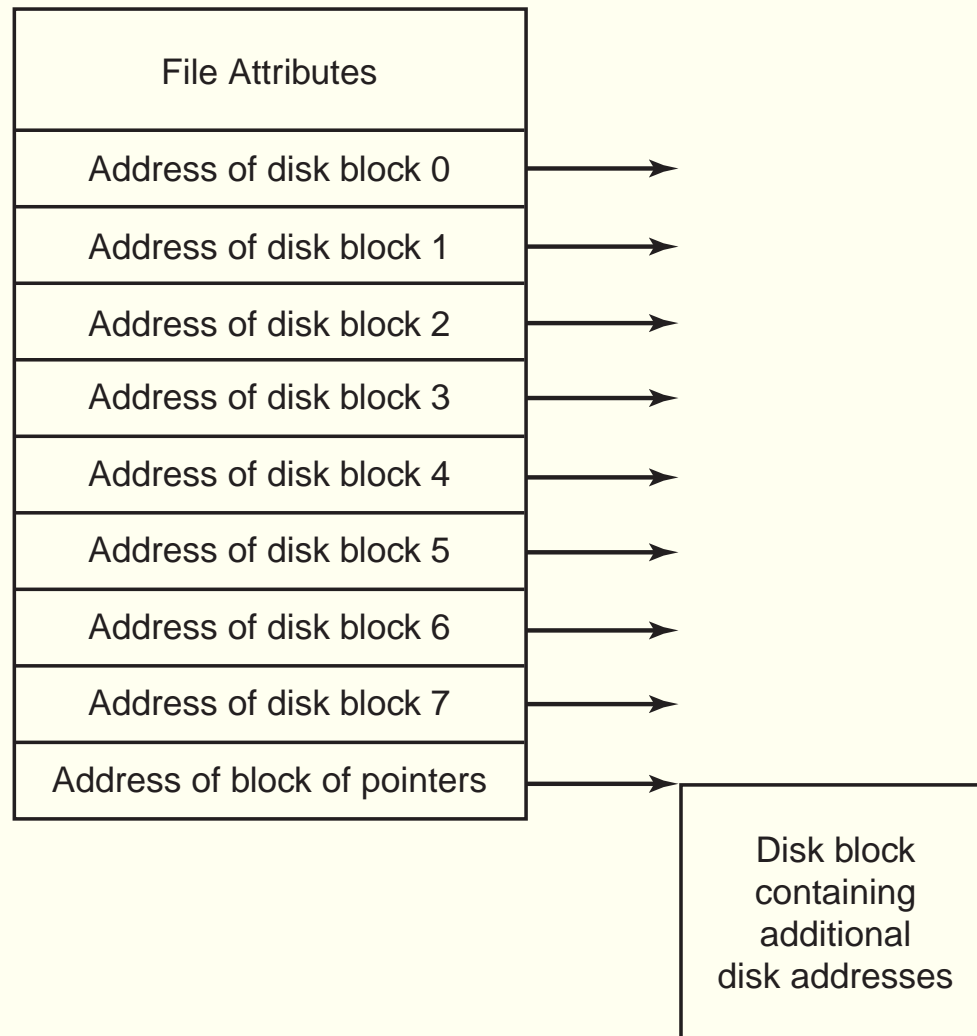 File Attributes
Address of disk block 0
Address of disk block 1
Address of disk block 2
Address of disk block 3
Address of disk block 4
Address of disk block 5
Address of disk block 6
Address of disk block 7
Address of block of pointers
Disk block
containing
additional
disk addresses